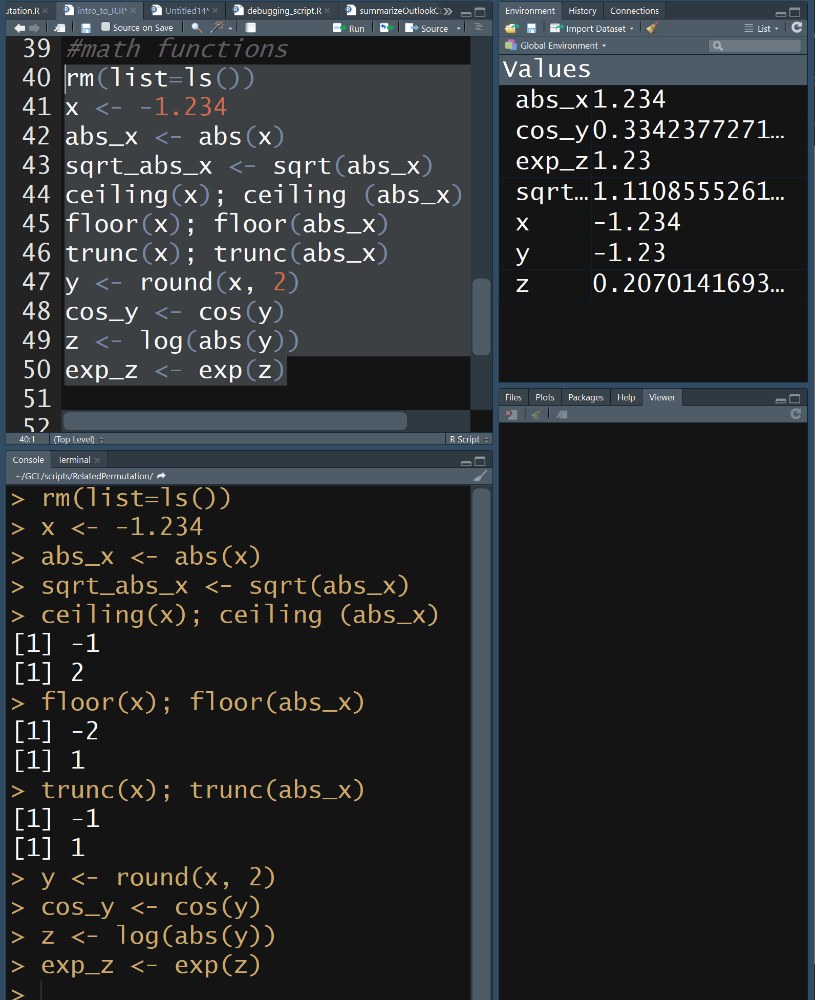 utation.R
intro_to_R.R*
Untitled14*
debugging_script.R
summarizeOutlookCa
Source on Save
Run
Source
39 #math functions
40 rm(list=ls())
41 x <- -1.234
42 abs_x <- abs(x)
43 sqrt_abs_x <- sqrt(abs_x)
44 ceiling(x); ceiling (abs_x)
45 floor(x); floor(abs_x)
46 trunc(x); trunc(abs_x)
47 y <- round(x, 2)
48 cos_y <- cos(y)
49 z <- log(abs(y))
50 exp_z <- exp(z)
51
52
40:1 (Top Level) R Script
Console Terminal
~/GCL/scripts/RelatedPermutation/
> rm(list=ls())
> x <- -1.234
> abs_x <- abs(x)
> sqrt_abs_x <- sqrt(abs_x)
> ceiling(x); ceiling (abs_x)
[1] -1
[1] 2
> floor(x); floor(abs_x)
[1] -2
[1] 1
> trunc(x); trunc(abs_x)
[1] -1
[1] 1
> y <- round(x, 2)
> cos_y <- cos(y)
> z <- log(abs(y))
> exp_z <- exp(z)
>
Environment History Connections
Import Dataset List
Global Environment
Values
abs_x 1.234
cos_y 0.3342377271…
exp_z 1.23
sqrt… 1.1108555261…
x -1.234
y -1.23
z 0.2070141693…
Files Plots Packages Help Viewer